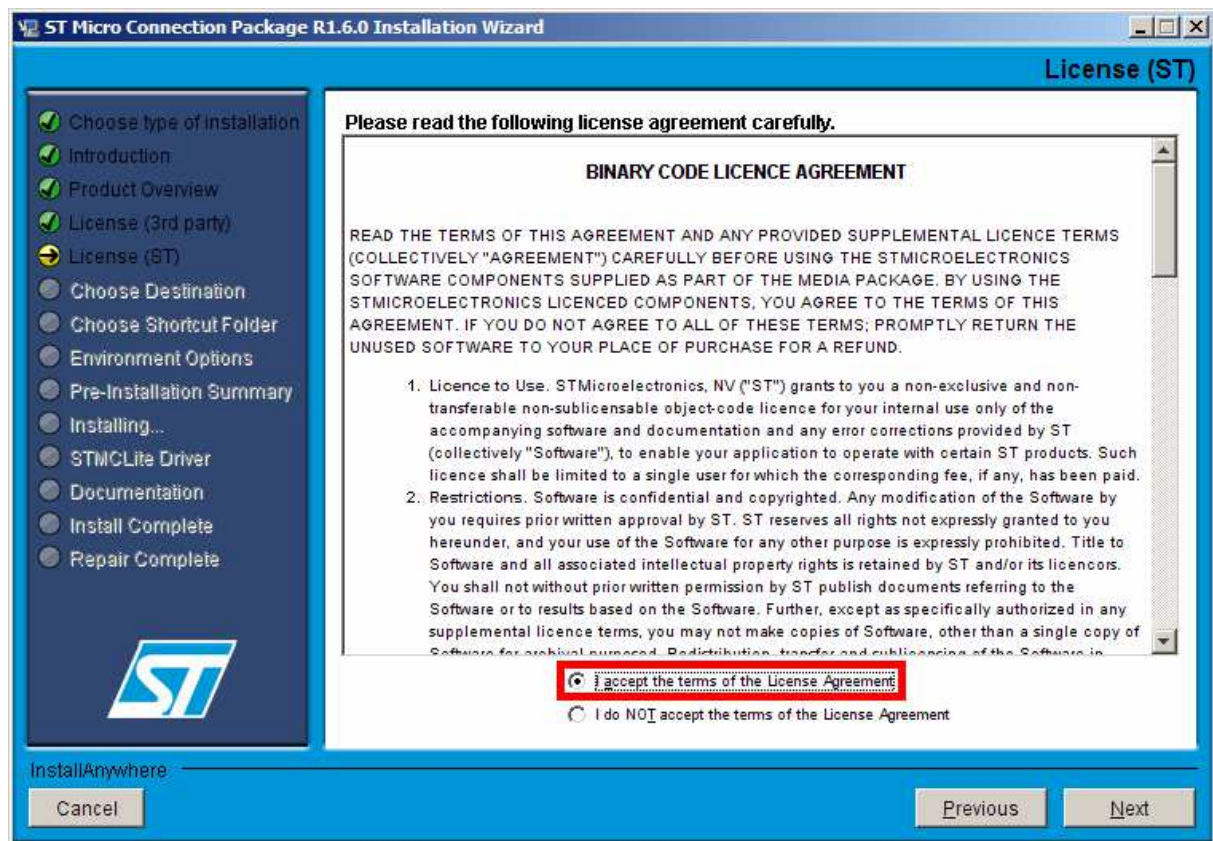 ST Micro Connection Package R1.6.0 Installation Wizard
License (ST)
Choose type of installation
Introduction
Product Overview
License (3rd party)
License (ST)
Choose Destination
Choose Shortcut Folder
Environment Options
Pre-Installation Summary
Installing...
STMCLite Driver
Documentation
Install Complete
Repair Complete
ST
Please read the following license agreement carefully.
BINARY CODE LICENCE AGREEMENT
READ THE TERMS OF THIS AGREEMENT AND ANY PROVIDED SUPPLEMENTAL LICENCE TERMS
(COLLECTIVELY "AGREEMENT") CAREFULLY BEFORE USING THE STMICROELECTRONICS
SOFTWARE COMPONENTS SUPPLIED AS PART OF THE MEDIA PACKAGE. BY USING THE
STMICROELECTRONICS LICENCED COMPONENTS, YOU AGREE TO THE TERMS OF THIS
AGREEMENT. IF YOU DO NOT AGREE TO ALL OF THESE TERMS; PROMPTLY RETURN THE
UNUSED SOFTWARE TO YOUR PLACE OF PURCHASE FOR A REFUND.
1. Licence to Use. STMicroelectronics, NV ("ST") grants to you a non-exclusive and non-
transferable non-sublicensable object-code licence for your internal use only of the
accompanying software and documentation and any error corrections provided by ST
(collectively "Software"), to enable your application to operate with certain ST products. Such
licence shall be limited to a single user for which the corresponding fee, if any, has been paid.
2. Restrictions. Software is confidential and copyrighted. Any modification of the Software by
you requires prior written approval by ST. ST reserves all rights not expressly granted to you
hereunder, and your use of the Software for any other purpose is expressly prohibited. Title to
Software and all associated intellectual property rights is retained by ST and/or its licencors.
You shall not without prior written permission by ST publish documents referring to the
Software or to results based on the Software. Further, except as specifically authorized in any
supplemental licence terms, you may not make copies of Software, other than a single copy of
Software for archival purposed. Redistribution, transfer and sublicencing of the Software in
I accept the terms of the License Agreement
I do NOT accept the terms of the License Agreement
InstallAnywhere
Cancel
Previous
Next